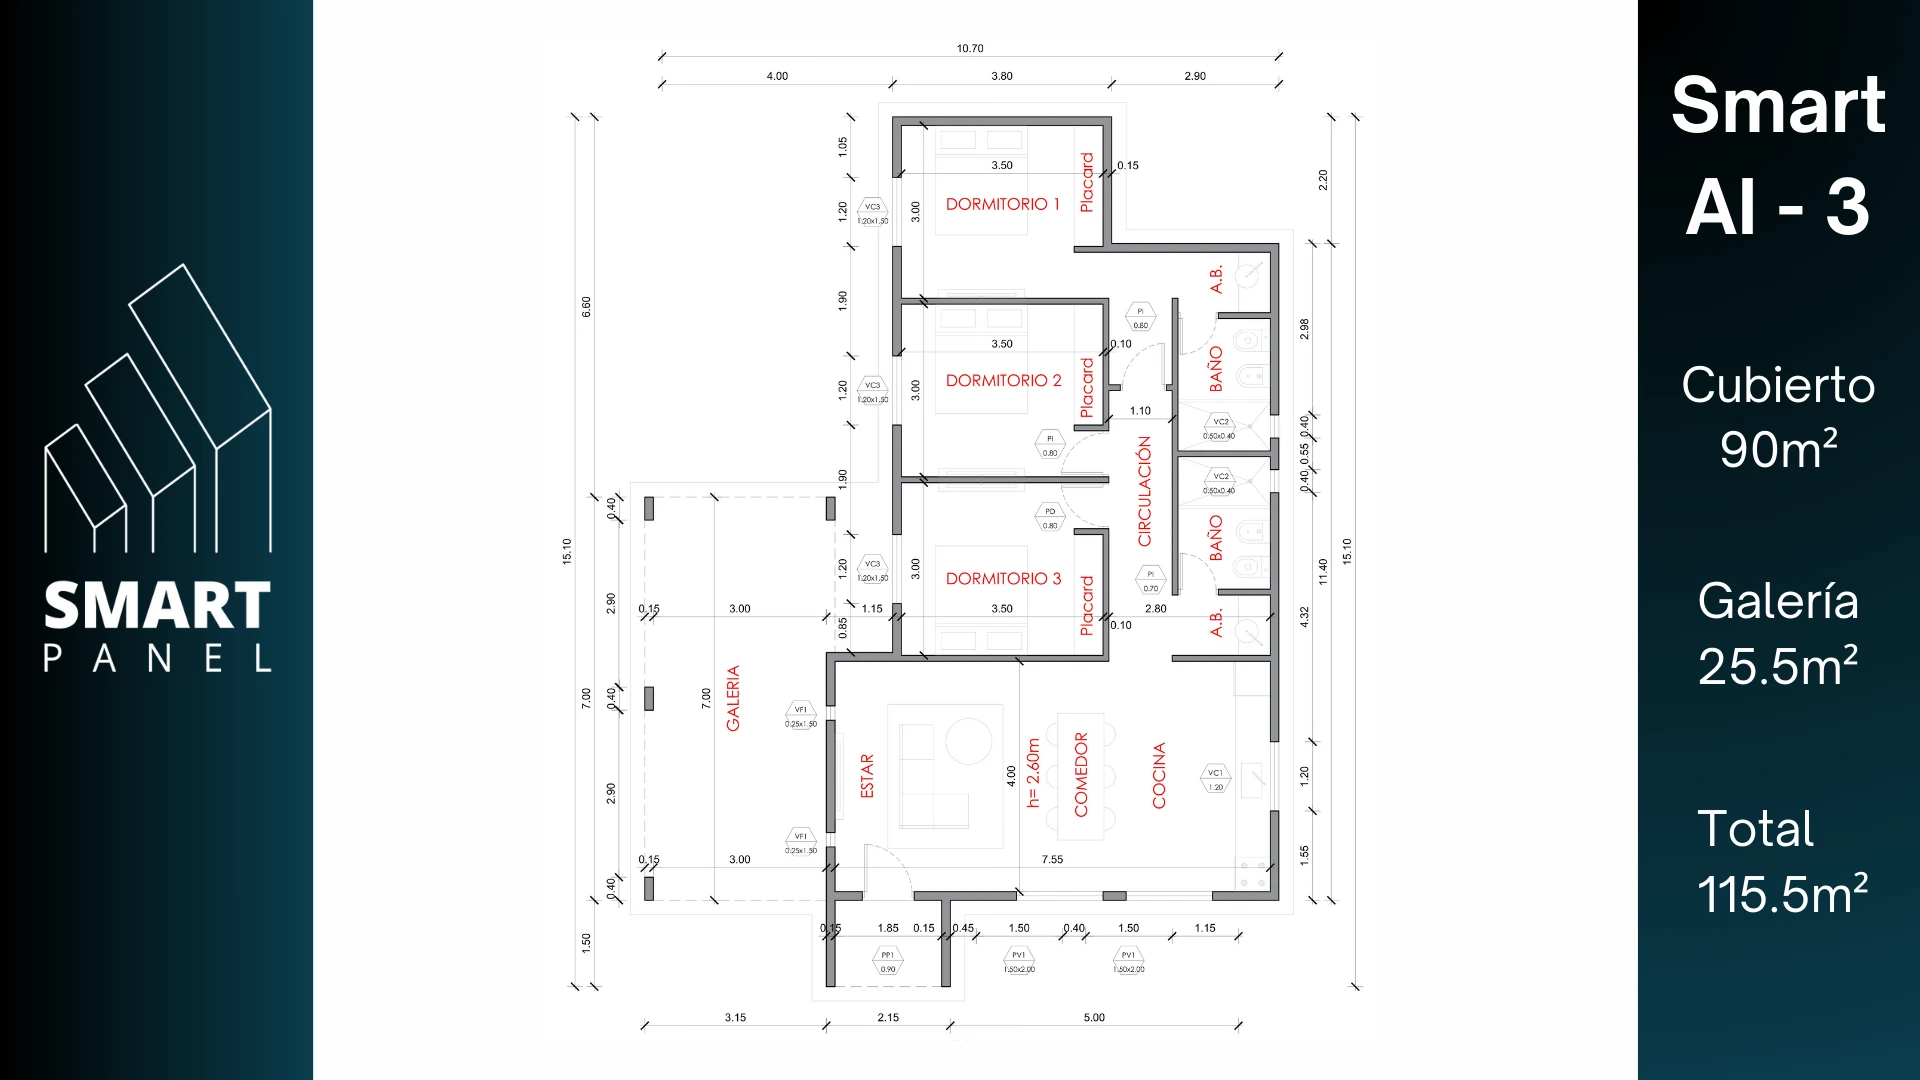 SMART
PANEL
10.70
4.00
3.80
2.90
1.05
3.50
0.15
Placard
DORMITORIO 1
3.00
VC3
1.20x1.50
1.20
2.20
A.B.
1.90
6.60
PI
0.80
2.98
3.50
0.10
BAÑO
DORMITORIO 2
Placard
3.00
VC3
1.20x1.50
1.20
1.10
VC2
0.50x0.40
0.40
PI
0.80
CIRCULACIÓN
0.55
1.90
VC2
0.50x0.40
0.40
0.40
PD
0.80
BAÑO
15.10
15.10
VC3
1.20x1.50
1.20
3.00
DORMITORIO 3
Placard
PI
0.70
11.40
2.90
0.15
3.00
1.15
3.50
2.80
0.10
0.85
A.B.
4.32
GALERIA
7.00
7.00
0.40
VF1
0.25x1.50
ESTAR
4.00
h= 2.60m
COMEDOR
COCINA
VC1
1.20
1.20
2.90
VF1
0.25x1.50
0.15
3.00
7.55
1.55
0.40
0.15
1.85
0.15
0.45
1.50
0.40
1.50
1.15
1.50
PP1
0.90
PV1
1.50x2.00
PV1
1.50x2.00
3.15
2.15
5.00
Smart
AI - 3
Cubierto
90m²
Galería
25.5m²
Total
115.5m²